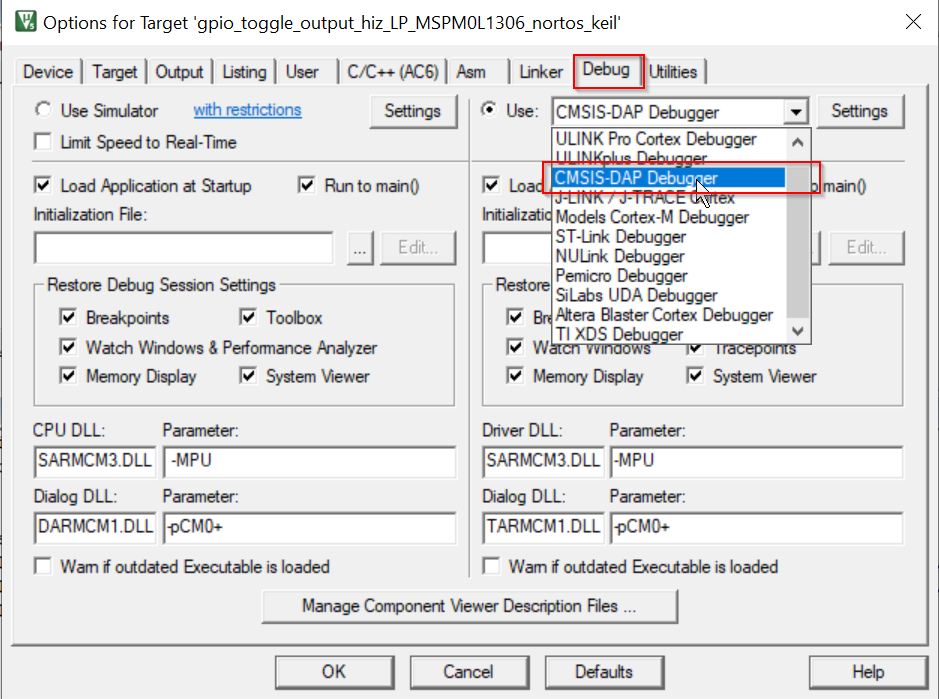 Options for Target 'gpio_toggle_output_hiz_LP_MSPM0L1306_nortos_keil'
Device Target Output Listing User C/C++ (AC6) Asm Linker Debug Utilities
Use Simulator with restrictions Settings
Use: CMSIS-DAP Debugger Settings
Limit Speed to Real-Time
ULINK Pro Cortex Debugger
ULINKplus Debugger
CMSIS-DAP Debugger
J-LINK / J-TRACE Cortex
Models Cortex-M Debugger
ST-Link Debugger
NULink Debugger
Pemicro Debugger
SiLabs UDA Debugger
Altera Blaster Cortex Debugger
TI XDS Debugger
Load Application at Startup Run to main()
main()
Initialization File:
... Edit...
Edit...
Restore Debug Session Settings
Restore
Breakpoints Toolbox
Watch Windows & Performance Analyzer
Watch Windows Tracepoints
Memory Display System Viewer
Memory Display System Viewer
CPU DLL: Parameter:
SARMCM3.DLL -MPU
Driver DLL: Parameter:
SARMCM3.DLL -MPU
Dialog DLL: Parameter:
DARMCM1.DLL -pCM0+
Dialog DLL: Parameter:
TARMCM1.DLL -pCM0+
Warn if outdated Executable is loaded
Warn if outdated Executable is loaded
Manage Component Viewer Description Files ...
OK Cancel Defaults Help